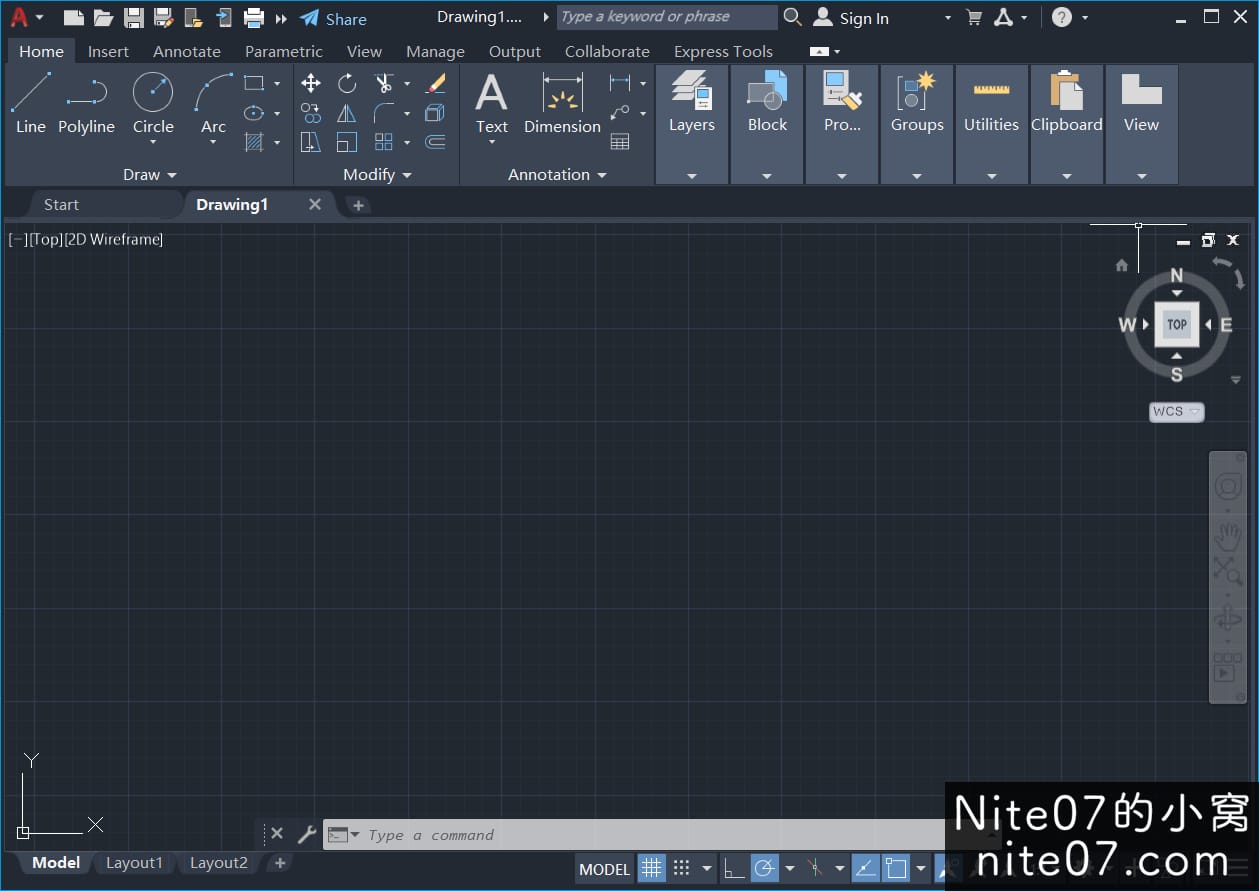 Share Drawing1.... Type a keyword or phrase Sign In
Home Insert Annotate Parametric View Manage Output Collaborate Express Tools
Line Polyline Circle Arc Text Dimension Layers Block Pro... Groups Utilities Clipboard View
Draw Modify Annotation
Start Drawing1
[−][Top][2D Wireframe]
N
W TOP E
S
WCS
Y
X
Type a command
Model Layout1 Layout2
MODEL
Nite07的小窝
nite07.com